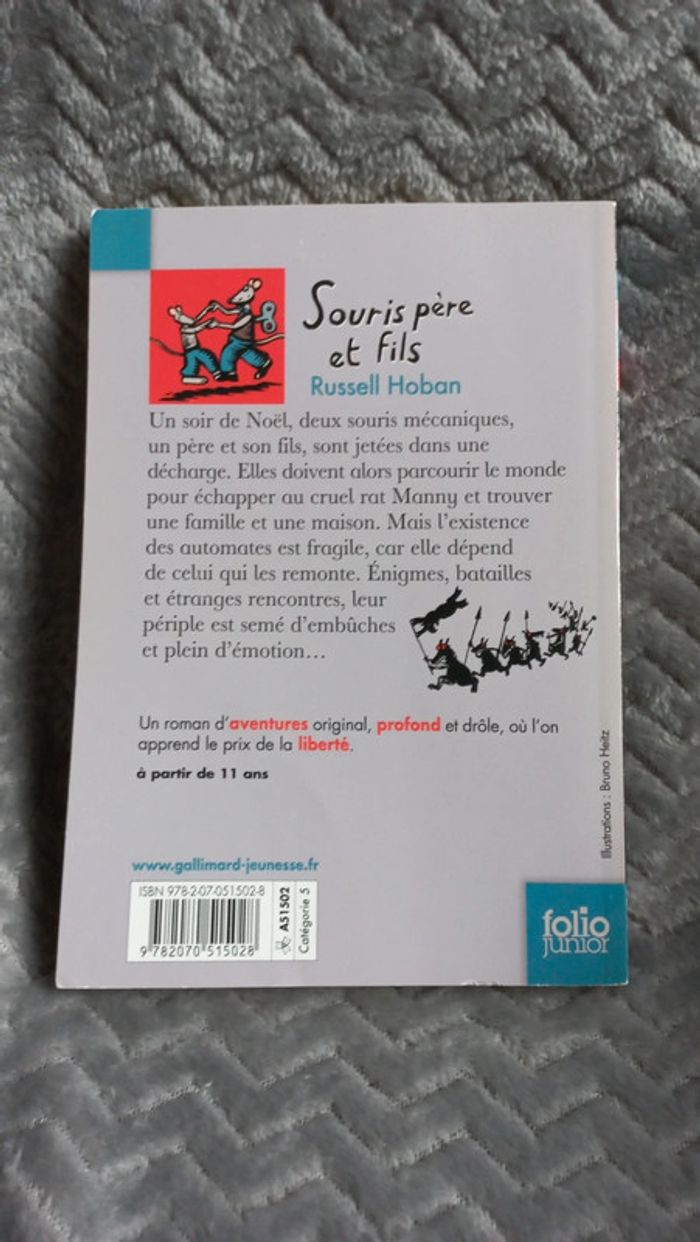 Souris père
et fils
Russell Hoban
Un soir de Noël, deux souris mécaniques,
un père et son fils, sont jetées dans une
décharge. Elles doivent alors parcourir le monde
pour échapper au cruel rat Manny et trouver
une famille et une maison. Mais l'existence
des automates est fragile, car elle dépend
de celui qui les remonte. Énigmes, batailles
et étranges rencontres, leur
périple est semé d'embûches
et plein d'émotion...
Un roman d'aventures original, profond et drôle, où l'on
apprend le prix de la liberté.
à partir de 11 ans
Illustrations : Bruno Heitz
www.gallimard-jeunesse.fr
ISBN 978-2-07-051502-8
9 782070 515028
A51502
Catégorie 5
folio
junior